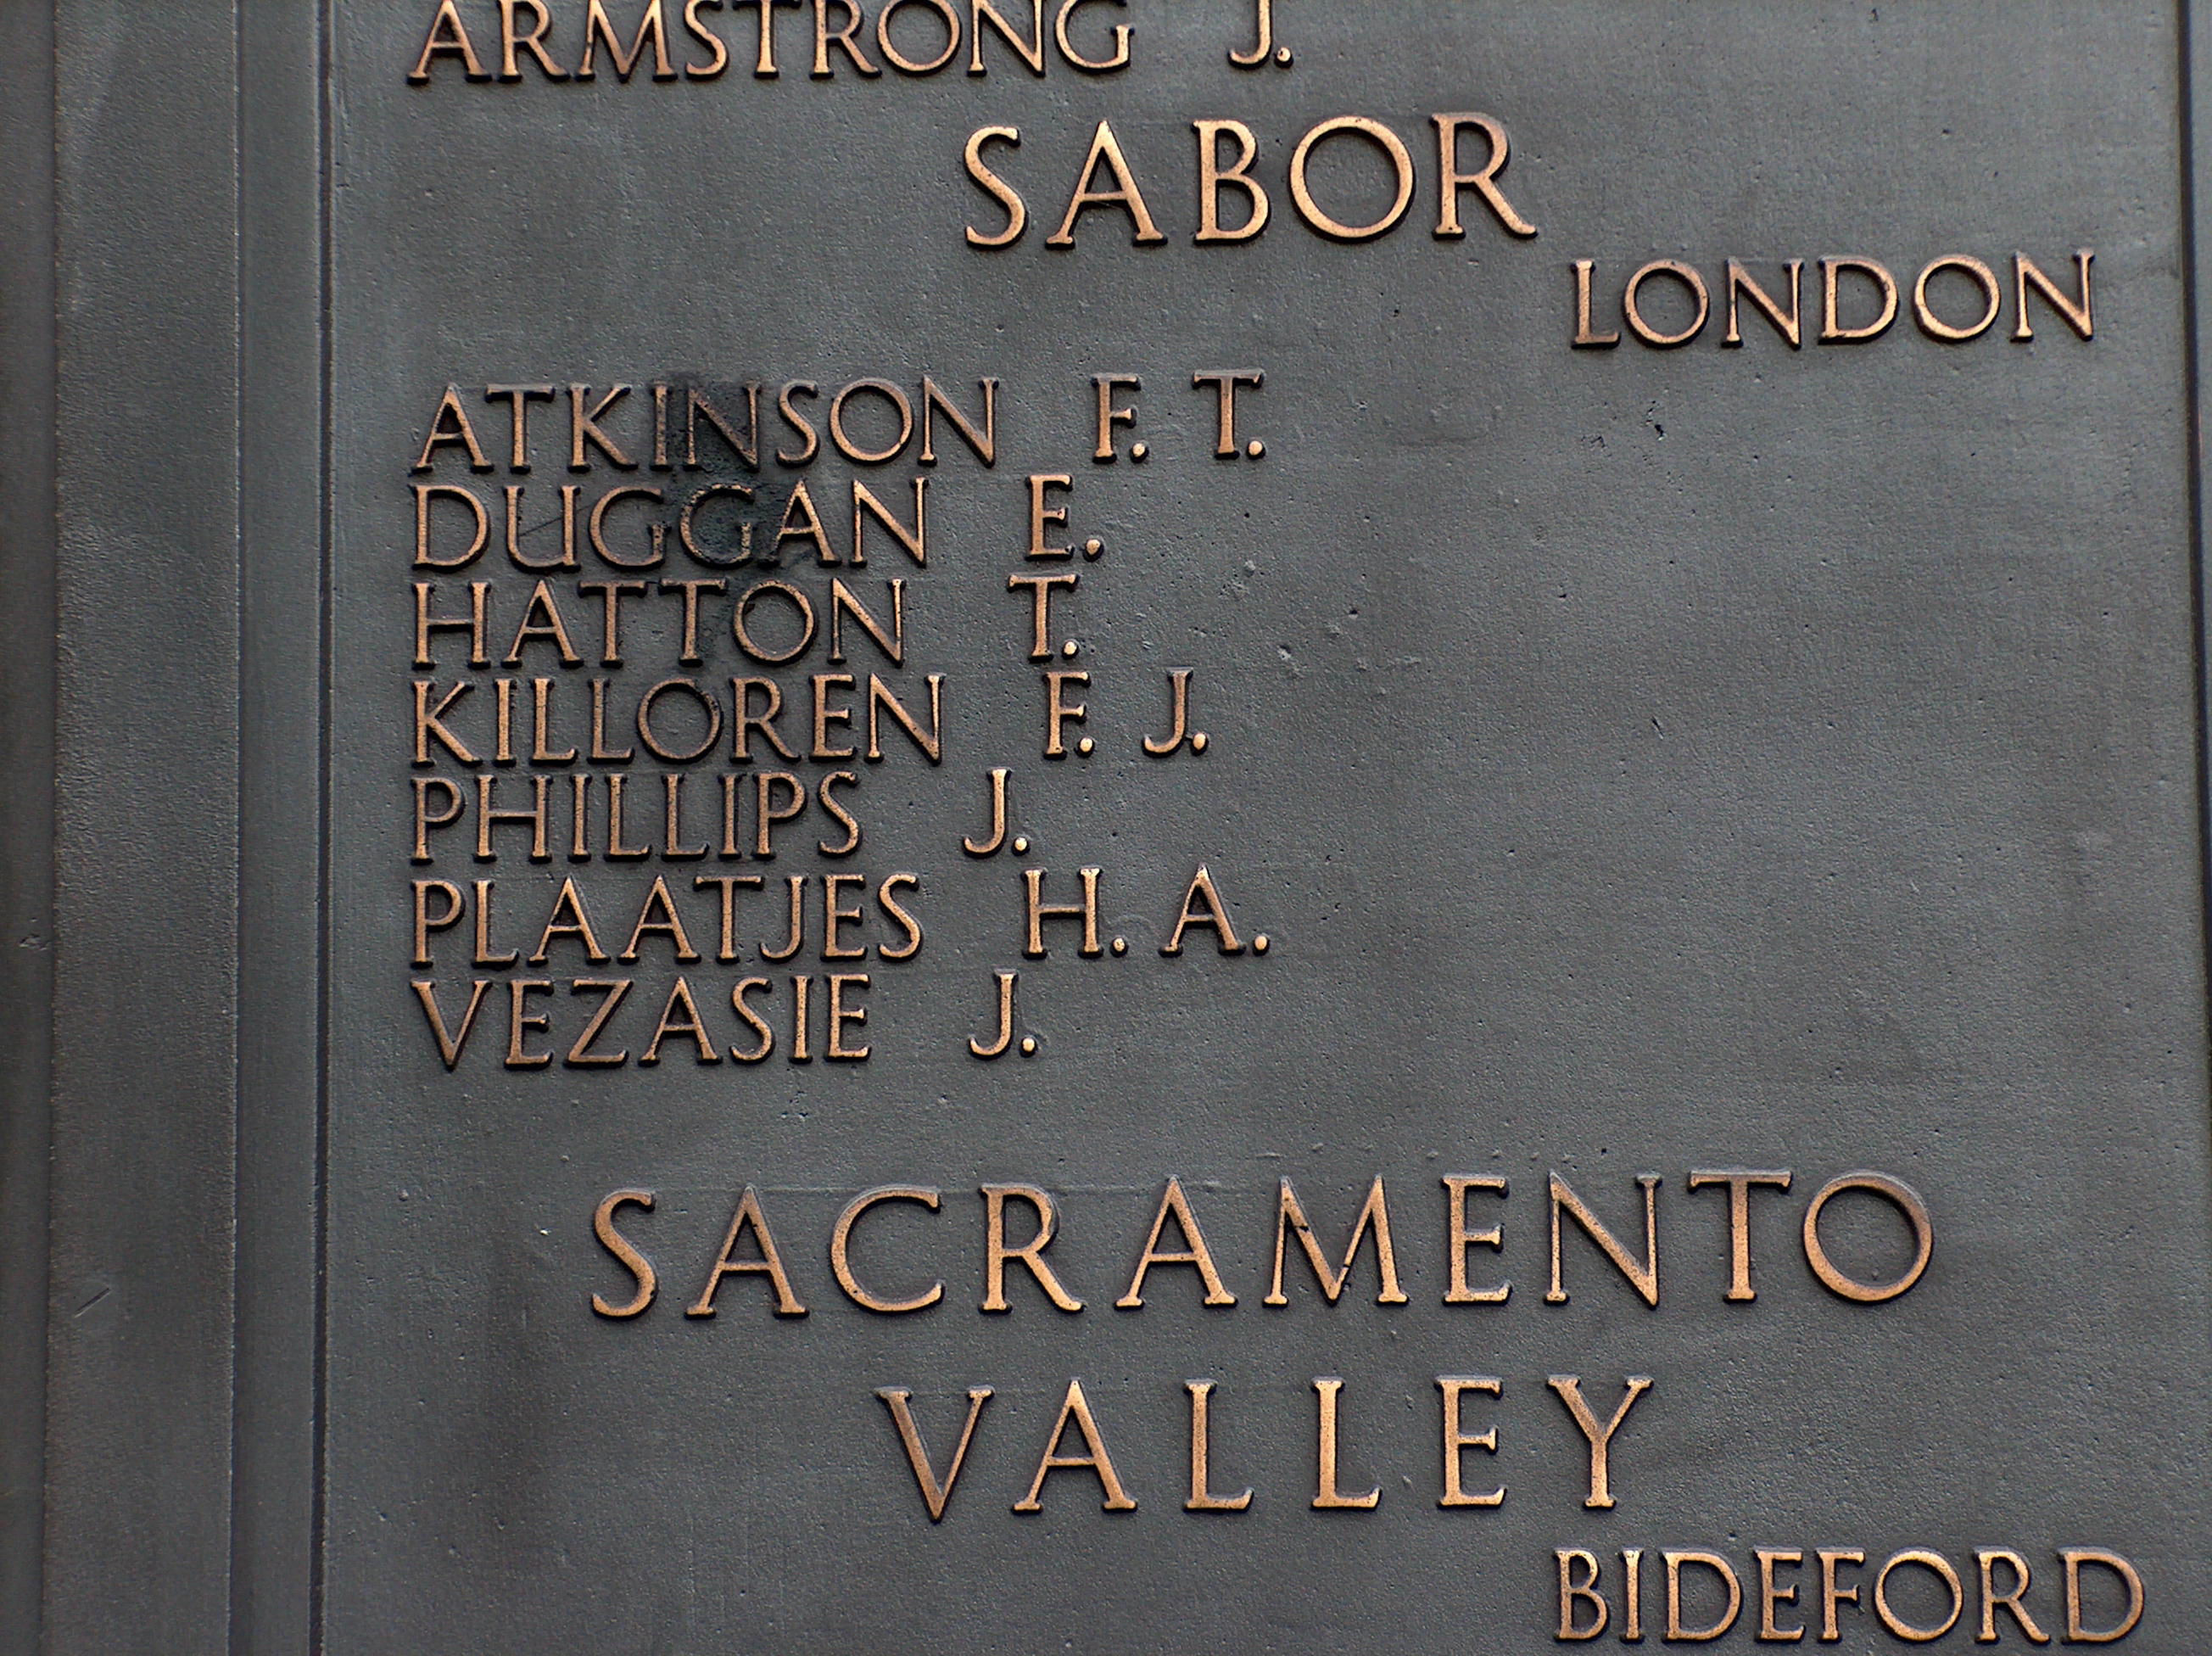 ARMSTRONG J.
SABOR
LONDON
ATKINSON F. T.
DUGGAN E.
HATTON T.
KILLOREN F. J.
PHILLIPS J.
PLAATJES H. A.
VEZASIE J.
SACRAMENTO
VALLEY
BIDEFORD